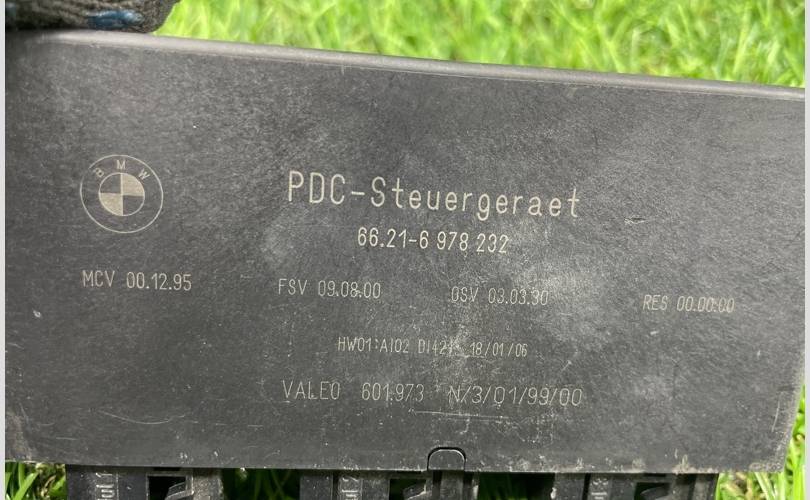 BMW
PDC-Steuergeraet
66.21-6 978 232
MCV 00.12.95 FSV 09.08.00 OSV 03.03.30 RES 00.00.00
HW01:A102 18/01/06
VALEO 601.973 N/3/01/99/00